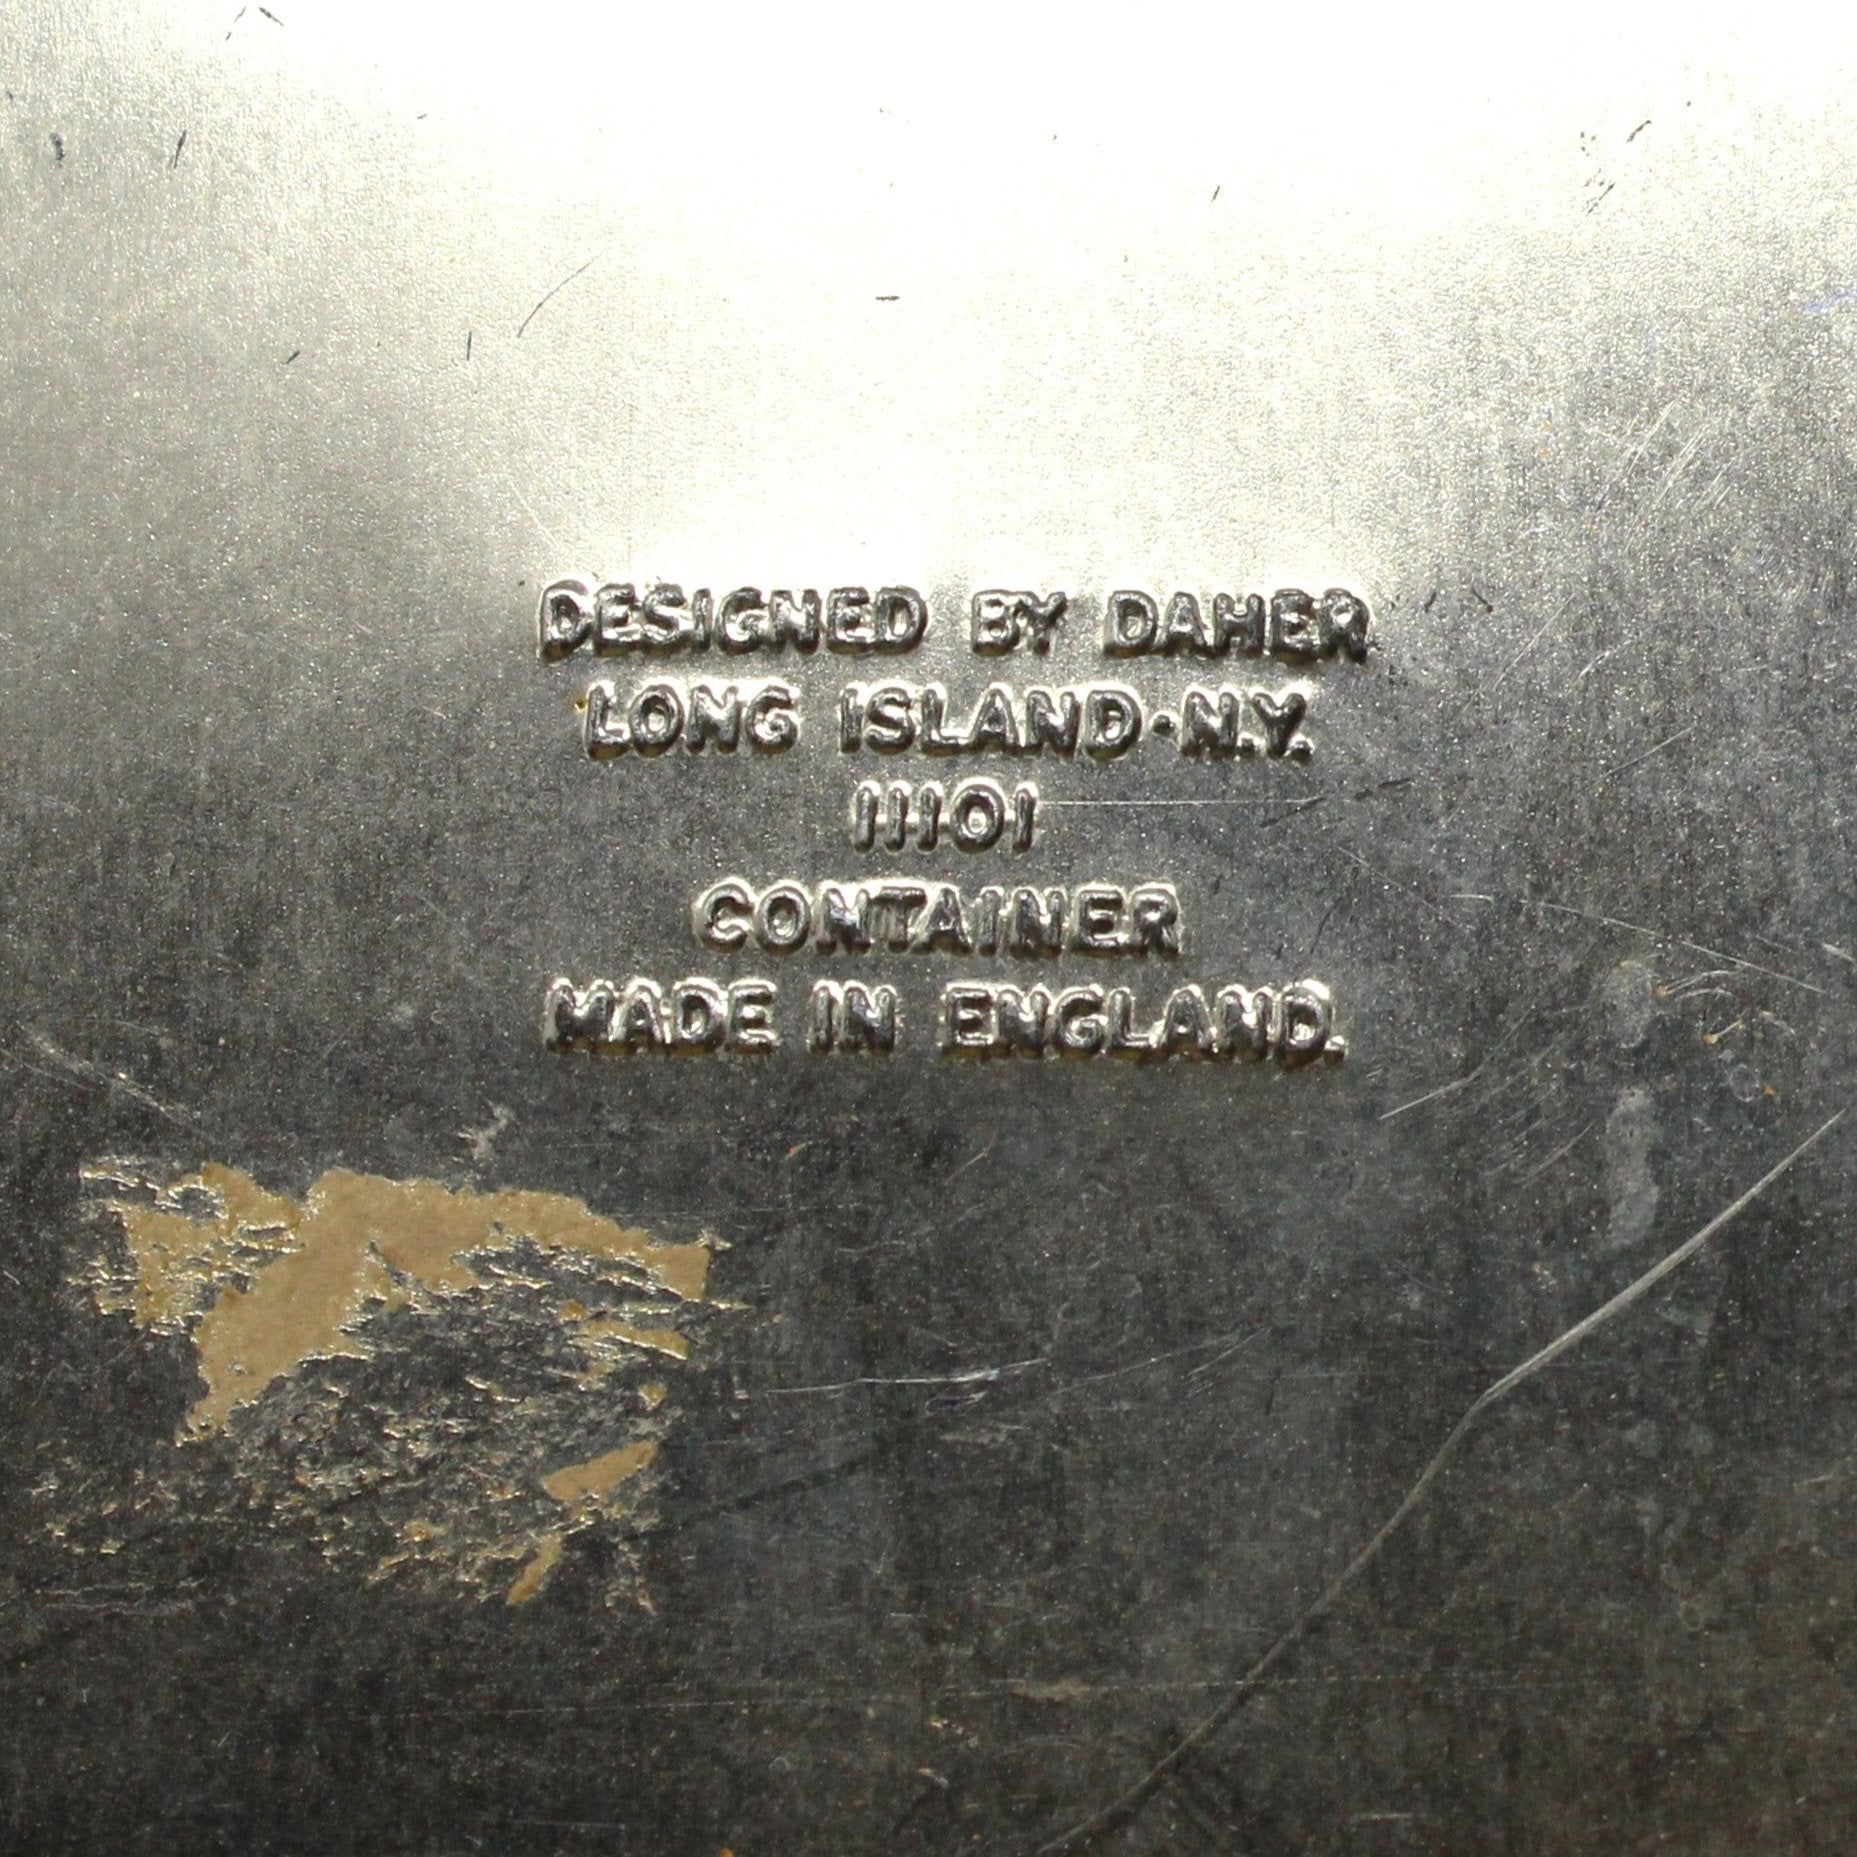 DESIGNED BY DAHER
LONG ISLAND·N.Y.
11101
CONTAINER
MADE IN ENGLAND.